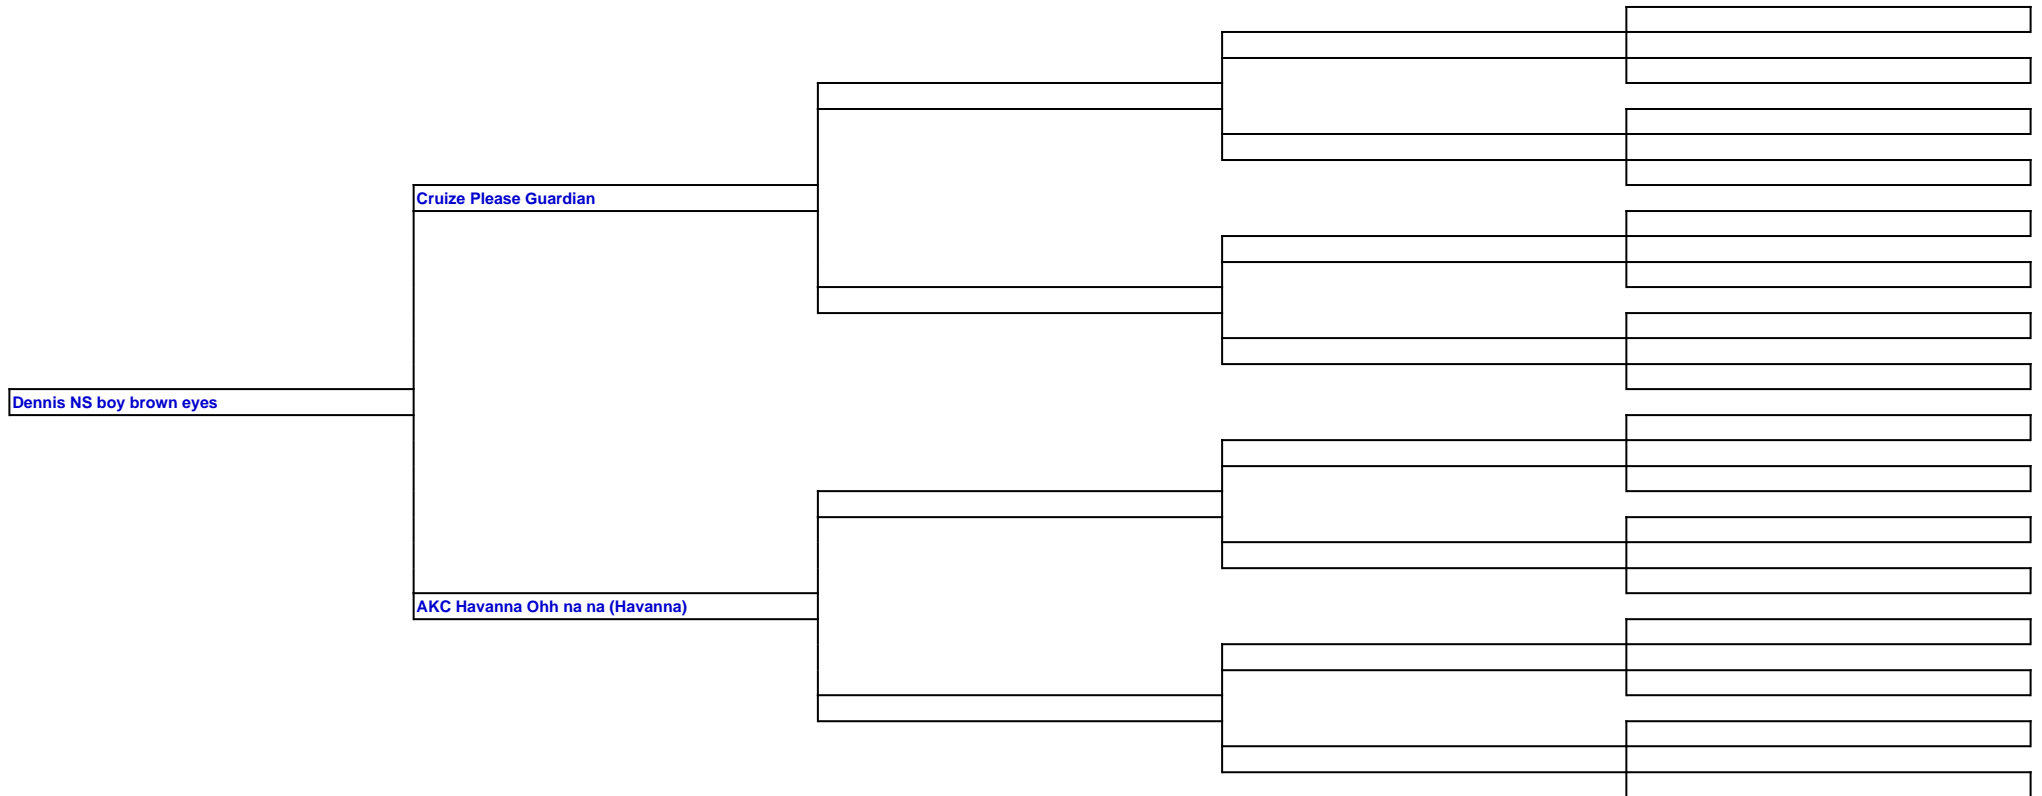 Cruize Please Guardian
Dennis NS boy brown eyes
AKC Havanna Ohh na na (Havanna)